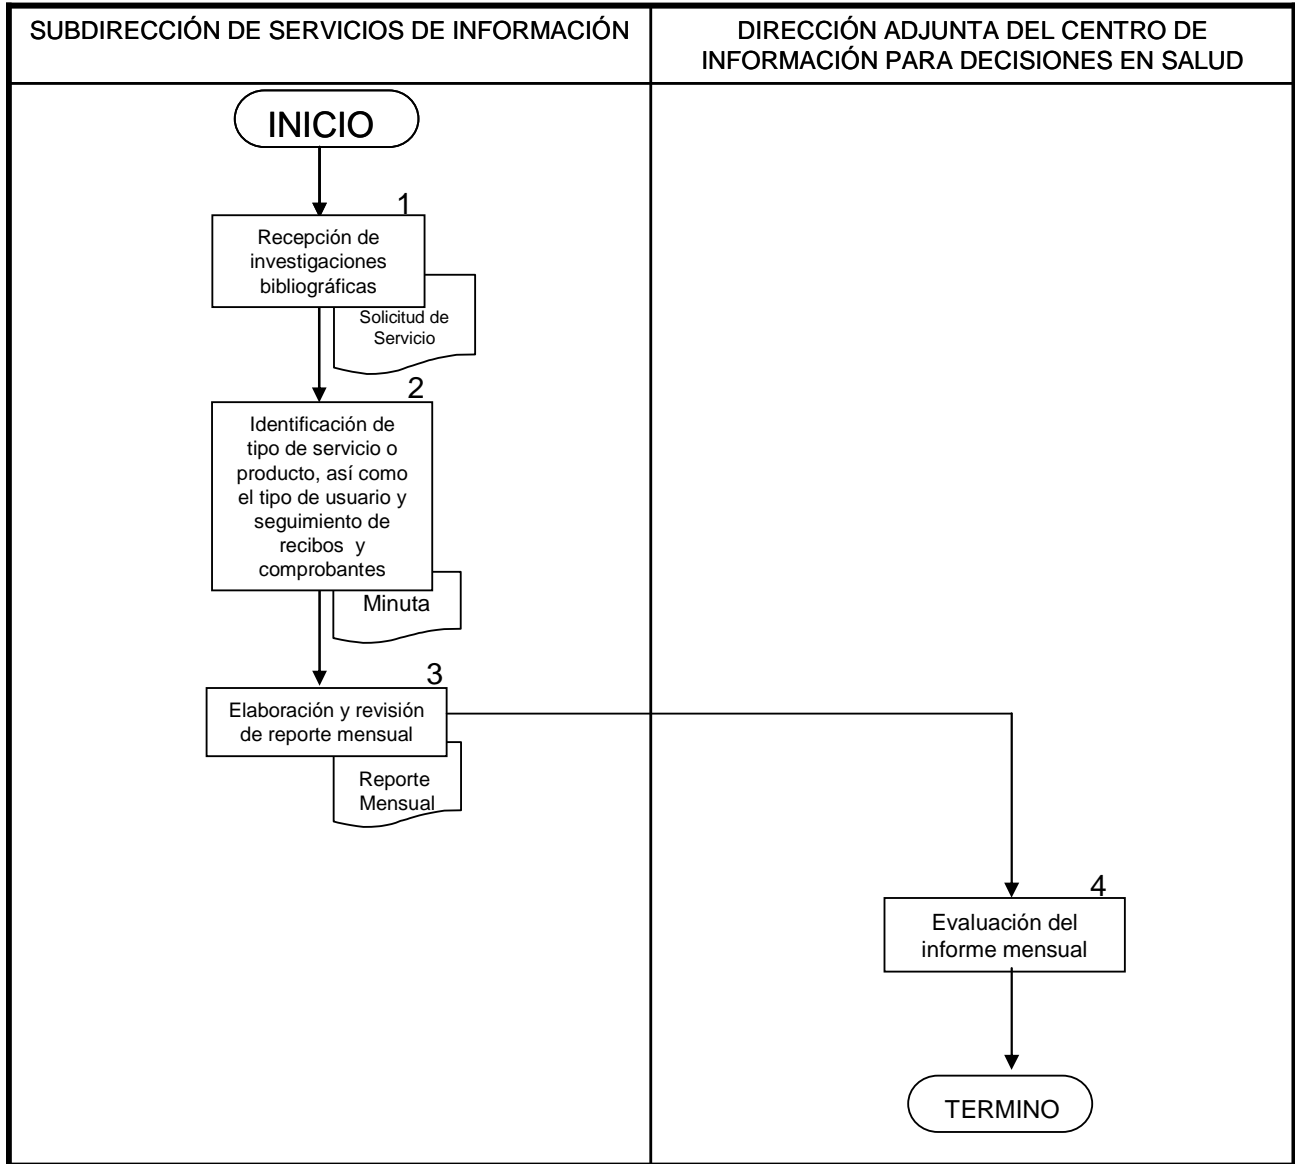 SUBDIRECCIÓN DE SERVICIOS DE INFORMACIÓN
DIRECCIÓN ADJUNTA DEL CENTRO DE
INFORMACIÓN PARA DECISIONES EN SALUD
INICIO
1
Recepción de
investigaciones
bibliográficas
Solicitud de
Servicio
2
Identificación de
tipo de servicio o
producto, así como
el tipo de usuario y
seguimiento de
recibos y
comprobantes
Minuta
3
Elaboración y revisión
de reporte mensual
Reporte
Mensual
4
Evaluación del
informe mensual
TERMINO